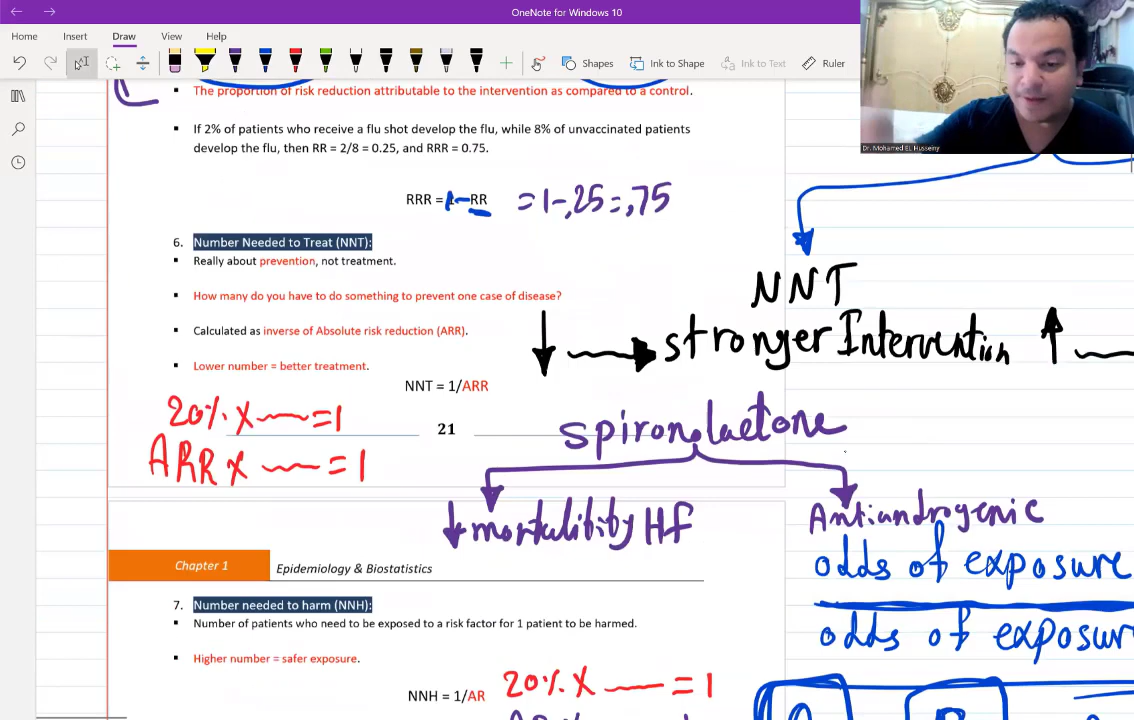 OneNote for Windows 10
Home Insert Draw View Help
Shapes Ink to Shape Ink to Text Ruler
The proportion of risk reduction attributable to the intervention as compared to a control.
If 2% of patients who receive a flu shot develop the flu, while 8% of unvaccinated patients
develop the flu, then RR = 2/8 = 0.25, and RRR = 0.75.
RRR = 1-RR = 1-,25=,75
6. Number Needed to Treat (NNT):
Really about prevention, not treatment.
How many do you have to do something to prevent one case of disease?
NNT
Calculated as inverse of Absolute risk reduction (ARR).
↓ → stronger Intervention ↑
Lower number = better treatment.
NNT = 1/ARR
20% X — = 1
21
spironolactone
ARR X — = 1
↓ mortalibity HF
Antiandrogenic
Chapter 1 Epidemiology & Biostatistics
odds of exposure
7. Number needed to harm (NNH):
Number of patients who need to be exposed to a risk factor for 1 patient to be harmed.
odds of exposur
Higher number = safer exposure.
NNH = 1/AR
20% X — = 1
Dr. Mohamed EL Husseiny